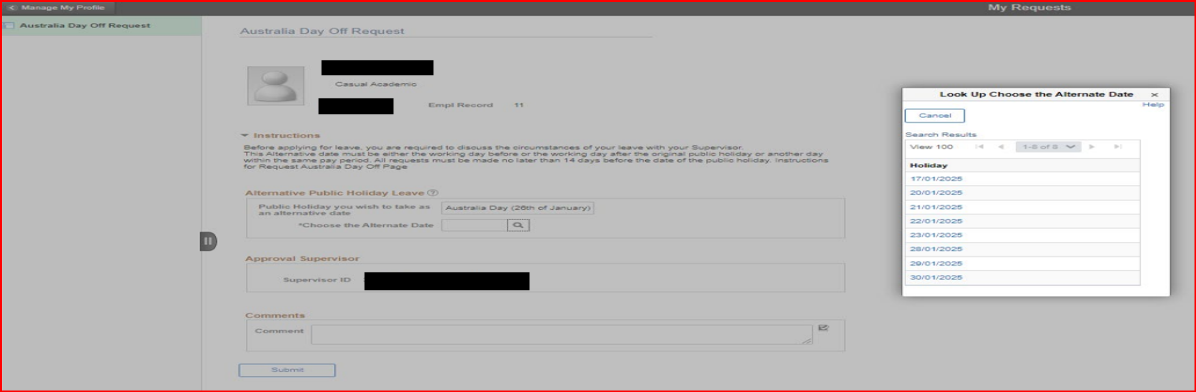 Manage My Profile
My Requests
Australia Day Off Request
Australia Day Off Request
Casual Academic
Empl Record 11
Instructions
Before applying for leave, you are required to discuss the circumstances of your leave with your Supervisor.
This Alternative date must be either the working day before or the working day after the original public holiday or another day
within the same pay period. All requests must be made no later than 14 days before the date of the public holiday. Instructions
for Request Australia Day Off Page
Alternative Public Holiday Leave
Public Holiday you wish to take as
an alternative date
Australia Day (26th of January)
*Choose the Alternate Date
Approval Supervisor
Supervisor ID
Comments
Comment
Submit
Look Up Choose the Alternate Date
Help
Cancel
Search Results
View 100 1-8 of 8
Holiday
17/01/2025
20/01/2025
21/01/2025
22/01/2025
23/01/2025
28/01/2025
29/01/2025
30/01/2025